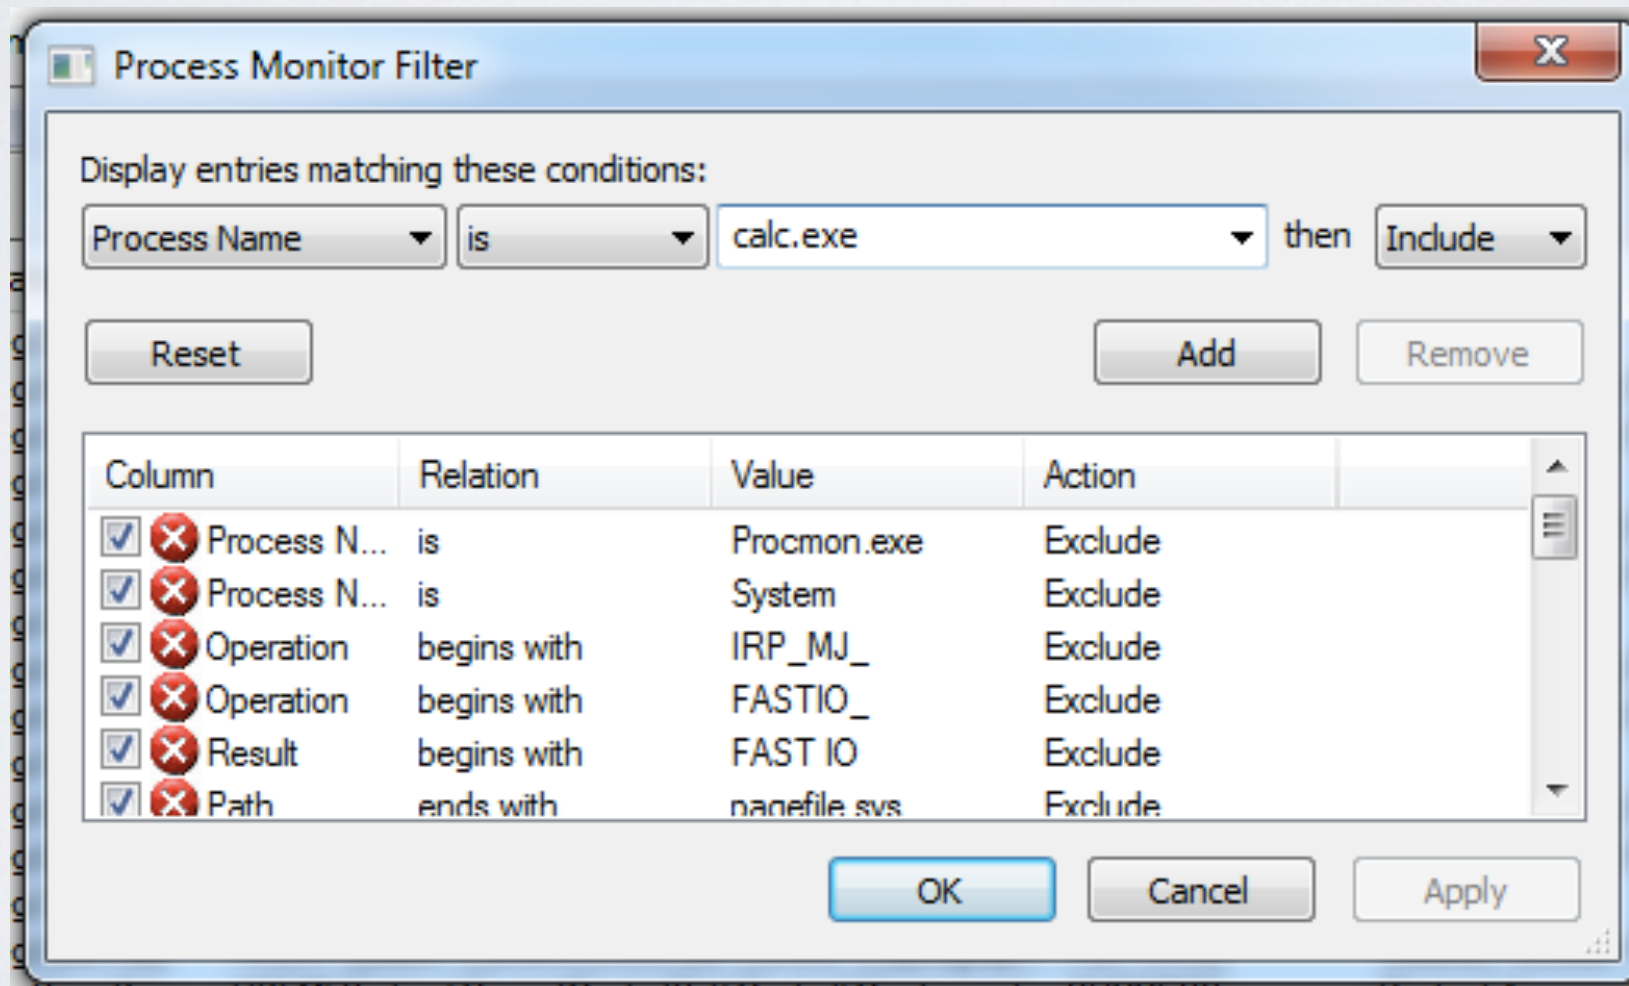 Process Monitor Filter
Display entries matching these conditions:
Process Name is calc.exe then Include
Reset Add Remove
Column Relation Value Action
Process N... is Procmon.exe Exclude
Process N... is System Exclude
Operation begins with IRP_MJ_ Exclude
Operation begins with FASTIO_ Exclude
Result begins with FAST IO Exclude
Path ends with pagefile.sys Exclude
OK Cancel Apply